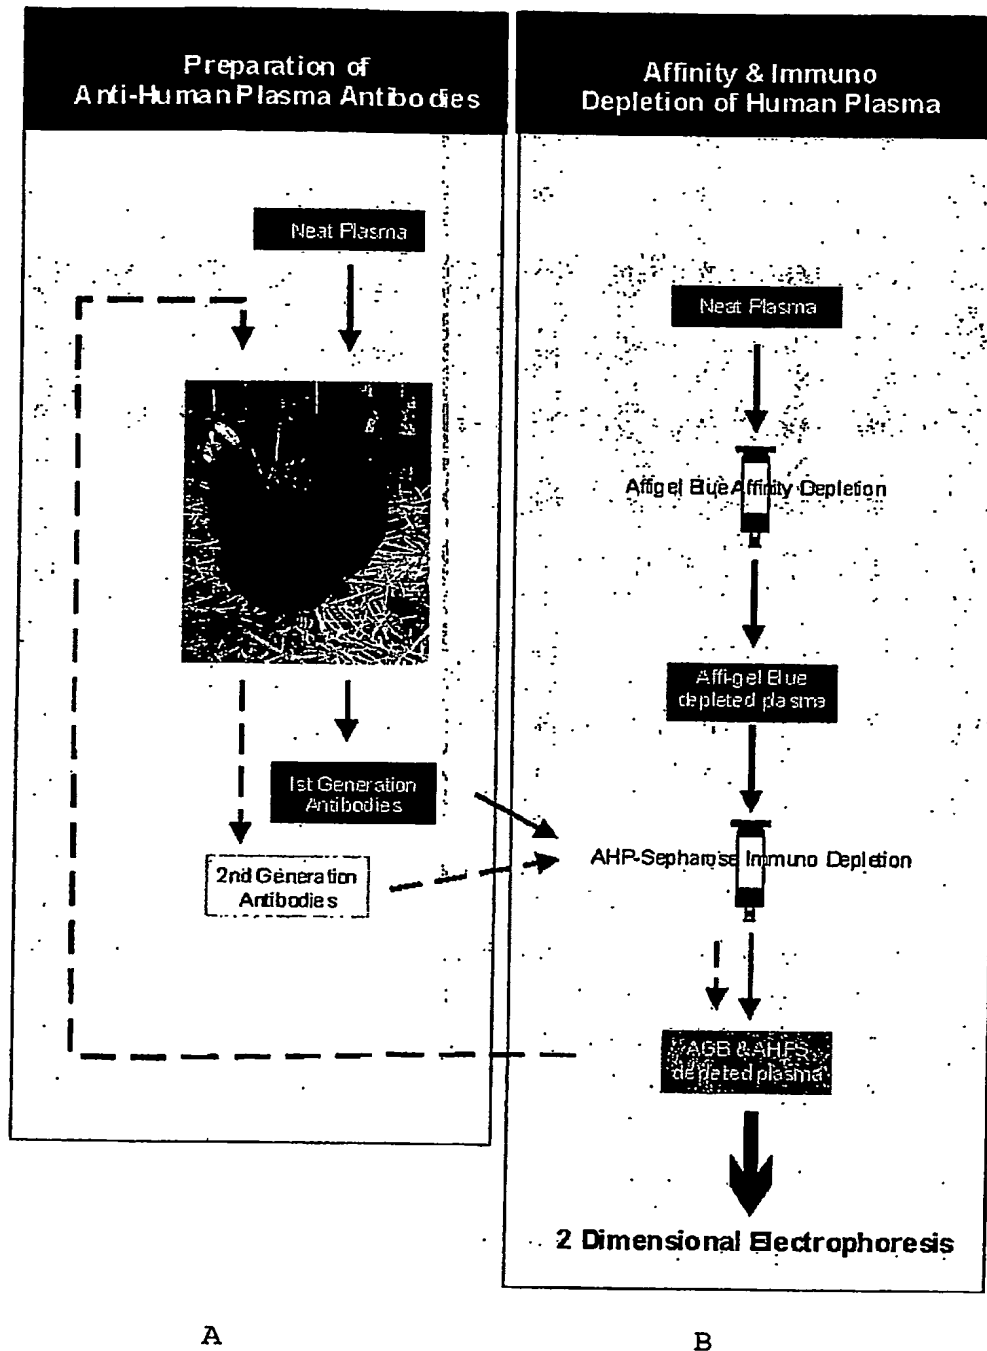 Preparation of
Anti-Human Plasma Antibodies
Neat Plasma
1st Generation
Antibodies
2nd Generation
Antibodies
A
Affinity & Immuno
Depletion of Human Plasma
Neat Plasma
Affigel Blue Affinity Depletion
Affi-gel Blue
depleted plasma
AHP-Sepharose Immuno Depletion
AGB & AHPS
depleted plasma
2 Dimensional Electrophoresis
B